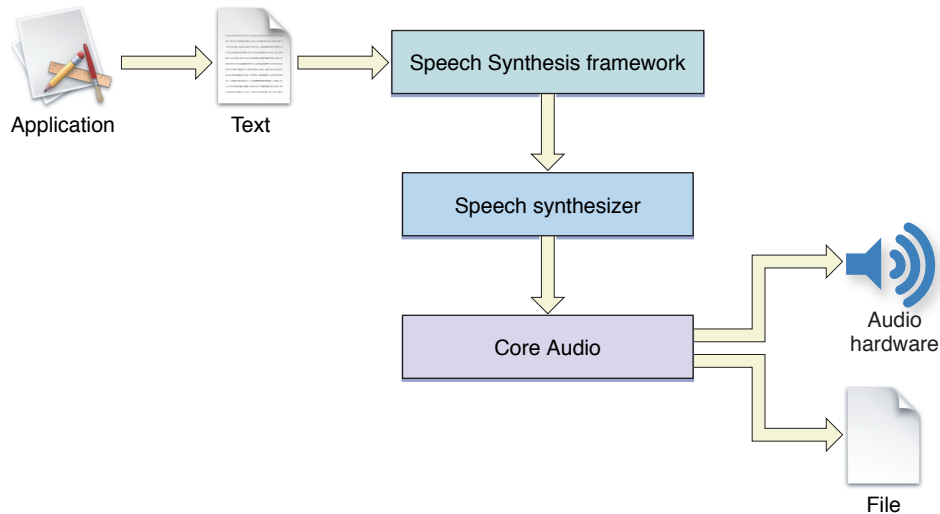 Application
Text
Speech Synthesis framework
Speech synthesizer
Core Audio
Audio
hardware
File